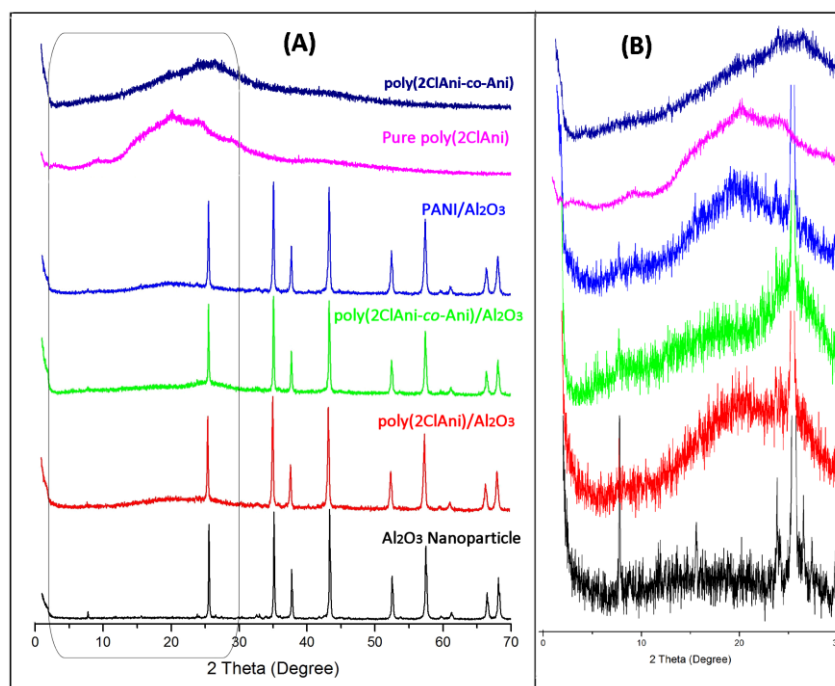 (A)
poly(2ClAni-co-Ani)
Pure poly(2ClAni)
PANI/Al2O3
poly(2ClAni-co-Ani)/Al2O3
poly(2ClAni)/Al2O3
Al2O3 Nanoparticle
0 10 20 30 40 50 60 70
2 Theta (Degree)
(B)
0 10 20 3
2 Theta (Degree)